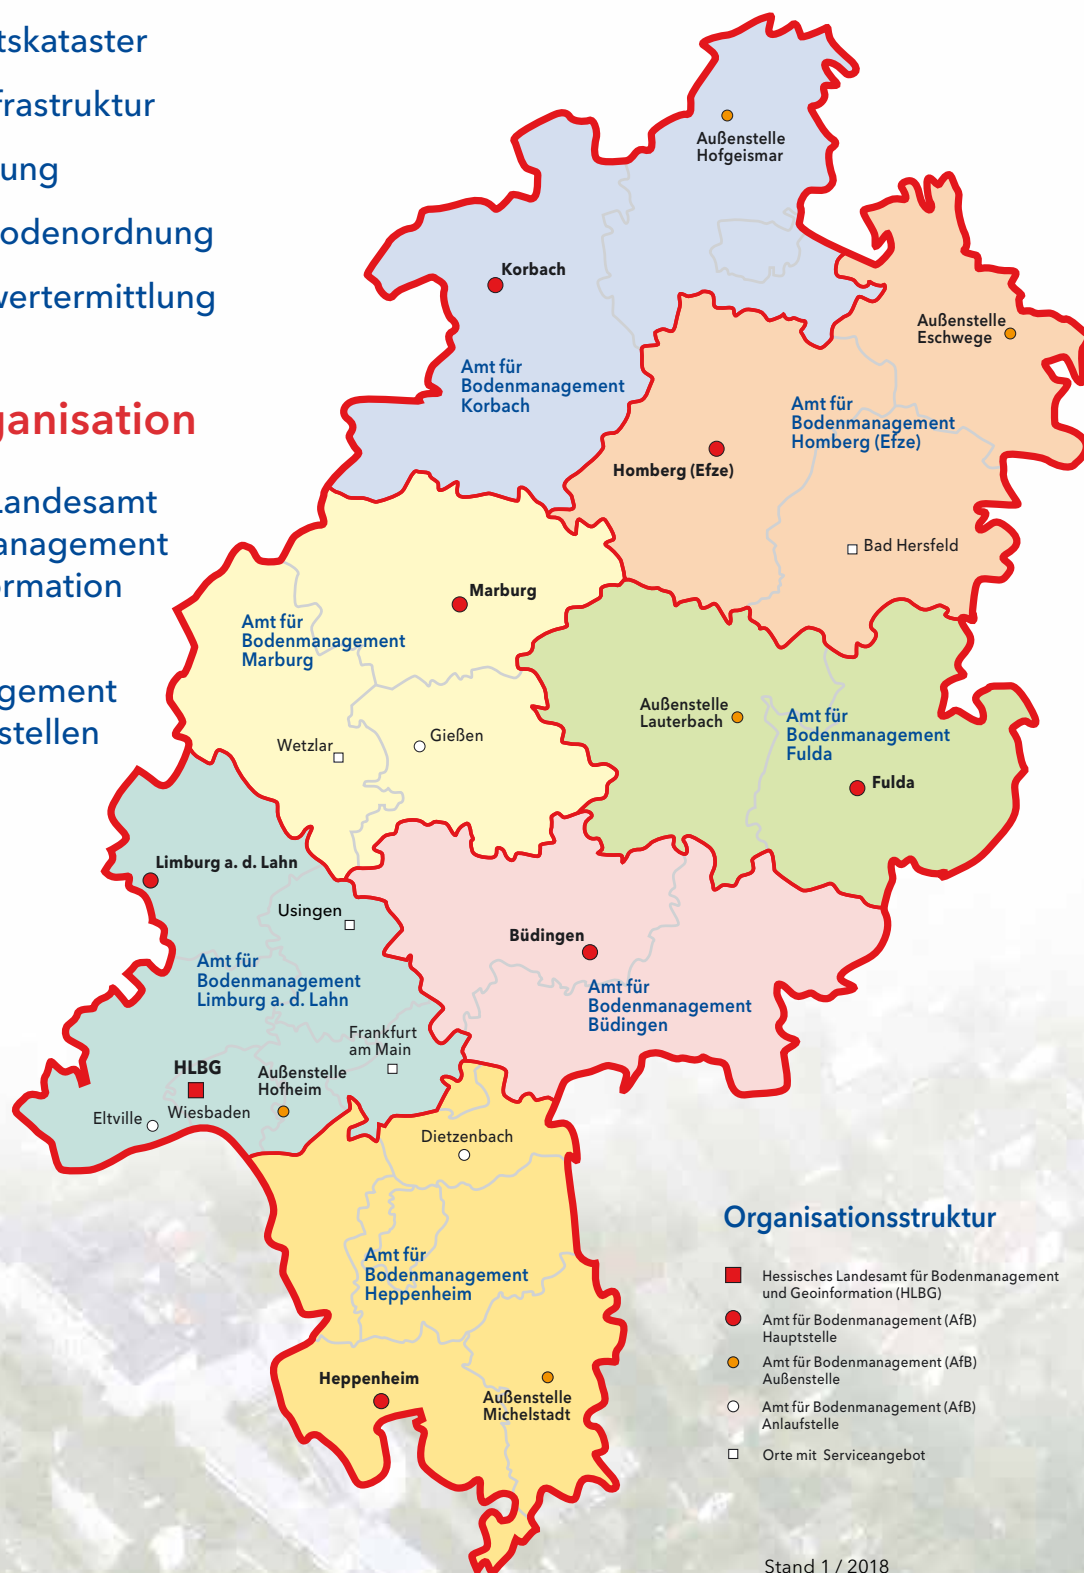 tskataster
frastruktur
ung
odenordnung
wertermittlung
ganisation
Landesamt
anagement
ormation
gement
stellen
Außenstelle
Hofgeismar
Korbach
Amt für
Bodenmanagement
Korbach
Außenstelle
Eschwege
Amt für
Bodenmanagement
Homberg (Efze)
Homberg (Efze)
Bad Hersfeld
Marburg
Amt für
Bodenmanagement
Marburg
Wetzlar
Gießen
Außenstelle
Lauterbach
Amt für
Bodenmanagement
Fulda
Fulda
Limburg a. d. Lahn
Usingen
Amt für
Bodenmanagement
Limburg a. d. Lahn
Büdingen
Amt für
Bodenmanagement
Büdingen
Frankfurt
am Main
HLBG
Wiesbaden
Außenstelle
Hofheim
Eltville
Dietzenbach
Amt für
Bodenmanagement
Heppenheim
Heppenheim
Außenstelle
Michelstadt
Organisationsstruktur
Hessisches Landesamt für Bodenmanagement
und Geoinformation (HLBG)
Amt für Bodenmanagement (AfB)
Hauptstelle
Amt für Bodenmanagement (AfB)
Außenstelle
Amt für Bodenmanagement (AfB)
Anlaufstelle
Orte mit Serviceangebot
Stand 1 / 2018